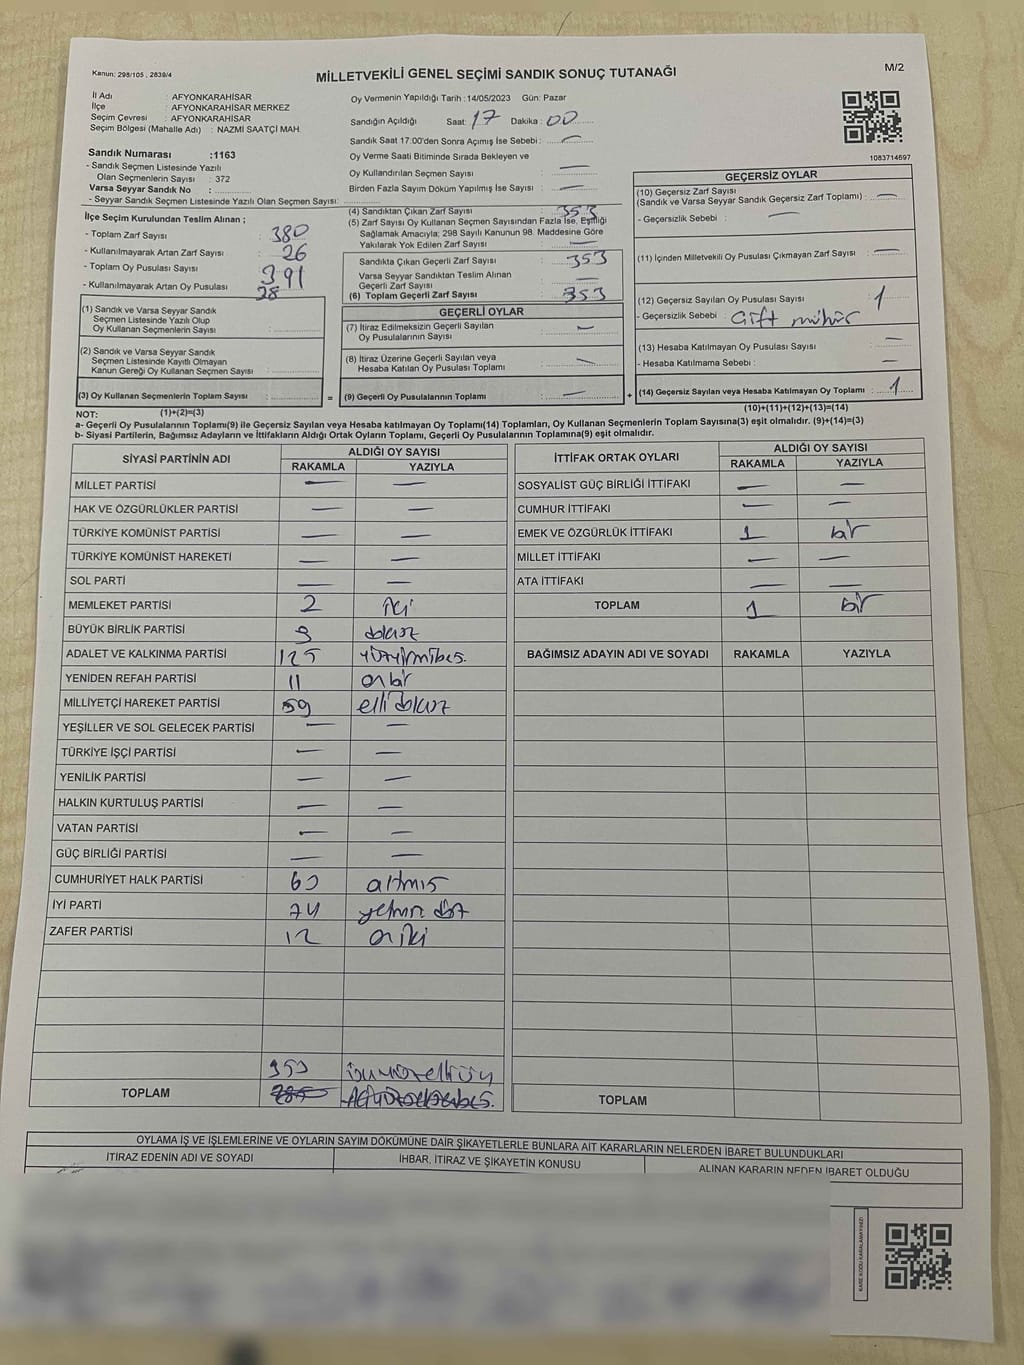 Kanun: 298/105 , 2839/4
MİLLETVEKİLİ GENEL SEÇİMİ SANDIK SONUÇ TUTANAĞI
M/2
İl Adı : AFYONKARAHİSAR
İlçe : AFYONKARAHİSAR MERKEZ
Seçim Çevresi : AFYONKARAHİSAR
Seçim Bölgesi (Mahalle Adı) : NAZMI SAATÇİ MAH.
Sandık Numarası :1163
- Sandık Seçmen Listesinde Yazılı
Olan Seçmenlerin Sayısı : 372
Varsa Seyyar Sandık No :
- Seyyar Sandık Seçmen Listesinde Yazılı Olan Seçmen Sayısı:
İlçe Seçim Kurulundan Teslim Alınan ;
- Toplam Zarf Sayısı : 380
- Kullanılmayarak Artan Zarf Sayısı : 26
- Toplam Oy Pusulası Sayısı : 391
- Kullanılmayarak Artan Oy Pusulası : 28
(1) Sandık ve Varsa Seyyar Sandık
Seçmen Listesinde Yazılı Olup
Oy Kullanan Seçmenlerin Sayısı :
(2) Sandık ve Varsa Seyyar Sandık
Seçmen Listesinde Kayıtlı Olmayan
Kanun Gereği Oy Kullanan Seçmen Sayısı :
(3) Oy Kullanan Seçmenlerin Toplam Sayısı :
(1)+(2)=(3)
Oy Vermenin Yapıldığı Tarih :14/05/2023 Gün: Pazar
Sandığın Açıldığı Saat: 17 Dakika : 00
Sandık Saat 17:00'den Sonra Açımış İse Sebebi : —
Oy Verme Saati Bitiminde Sırada Bekleyen ve
Oy Kullandırılan Seçmen Sayısı —
Birden Fazla Sayım Döküm Yapılmış İse Sayısı : —
(4) Sandıktan Çıkan Zarf Sayısı : 353
(5) Zarf Sayısı Oy Kullanan Seçmen Sayısından Fazla İse, Eşitliği
Sağlamak Amacıyla; 298 Sayılı Kanunun 98. Maddesine Göre
Yakılarak Yok Edilen Zarf Sayısı : —
Sandıkta Çıkan Geçerli Zarf Sayısı : 353
Varsa Seyyar Sandıktan Teslim Alınan
Geçerli Zarf Sayısı : —
(6) Toplam Geçerli Zarf Sayısı : 353
GEÇERLİ OYLAR
(7) İtiraz Edilmeksizin Geçerli Sayılan
Oy Pusulalarının Sayısı : —
(8) İtiraz Üzerine Geçerli Sayılan veya
Hesaba Katılan Oy Pusulası Toplamı : —
= (9) Geçerli Oy Pusulalarının Toplamı : —
1083714697
GEÇERSİZ OYLAR
(10) Geçersiz Zarf Sayısı
(Sandık ve Varsa Seyyar Sandık Geçersiz Zarf Toplamı) : —
- Geçersizlik Sebebi : —
(11) İçinden Milletvekili Oy Pusulası Çıkmayan Zarf Sayısı : —
(12) Geçersiz Sayılan Oy Pusulası Sayısı : 1
- Geçersizlik Sebebi : Çift mühür
(13) Hesaba Katılmayan Oy Pusulası Sayısı : —
- Hesaba Katılmama Sebebi : —
+ (14) Geçersiz Sayılan veya Hesaba Katılmayan Oy Toplamı : 1
(10)+(11)+(12)+(13)=(14)
NOT:
a- Geçerli Oy Pusulalarının Toplamı(9) ile Geçersiz Sayılan veya Hesaba Katılmayan Oy Toplamı(14) Toplamları, Oy Kullanan Seçmenlerin Toplam Sayısına(3) eşit olmalıdır. (9)+(14)=(3)
b- Siyasi Partilerin, Bağımsız Adayların ve İttifakların Aldığı Ortak Oyların Toplamı, Geçerli Oy Pusulalarının Toplamına(9) eşit olmalıdır.
SİYASİ PARTİNİN ADI ALDIĞI OY SAYISI
RAKAMLA YAZIYLA
MİLLET PARTİSİ — —
HAK VE ÖZGÜRLÜKLER PARTİSİ — —
TÜRKİYE KOMÜNİST PARTİSİ — —
TÜRKİYE KOMÜNİST HAREKETİ — —
SOL PARTİ — —
MEMLEKET PARTİSİ 2 iki
BÜYÜK BİRLİK PARTİSİ 9 dokuz
ADALET VE KALKINMA PARTİSİ 125 yüzyirmibeş.
YENİDEN REFAH PARTİSİ 11 onbir
MİLLİYETÇİ HAREKET PARTİSİ 59 ellidokuz
YEŞİLLER VE SOL GELECEK PARTİSİ — —
TÜRKİYE İŞÇİ PARTİSİ — —
YENİLİK PARTİSİ — —
HALKIN KURTULUŞ PARTİSİ — —
VATAN PARTİSİ — —
GÜÇ BİRLİĞİ PARTİSİ — —
CUMHURİYET HALK PARTİSİ 60 altmış
İYİ PARTİ 74 yetmiş dört
ZAFER PARTİSİ 12 oniki
353
TOPLAM
İTTİFAK ORTAK OYLARI ALDIĞI OY SAYISI
RAKAMLA YAZIYLA
SOSYALİST GÜÇ BİRLİĞİ İTTİFAKI — —
CUMHUR İTTİFAKI — —
EMEK VE ÖZGÜRLÜK İTTİFAKI 1 bir
MİLLET İTTİFAKI — —
ATA İTTİFAKI — —
TOPLAM 1 bir
BAĞIMSIZ ADAYIN ADI VE SOYADI RAKAMLA YAZIYLA
TOPLAM
OYLAMA İŞ VE İŞLEMLERİNE VE OYLARIN SAYIM DÖKÜMÜNE DAİR ŞİKAYETLERLE BUNLARA AİT KARARLARIN NELERDEN İBARET BULUNDUKLARI
İTİRAZ EDENİN ADI VE SOYADI İHBAR, İTİRAZ VE ŞİKAYETİN KONUSU ALINAN KARARIN NEDEN İBARET OLDUĞU
KARE KODU KARALAMAYINIZ!